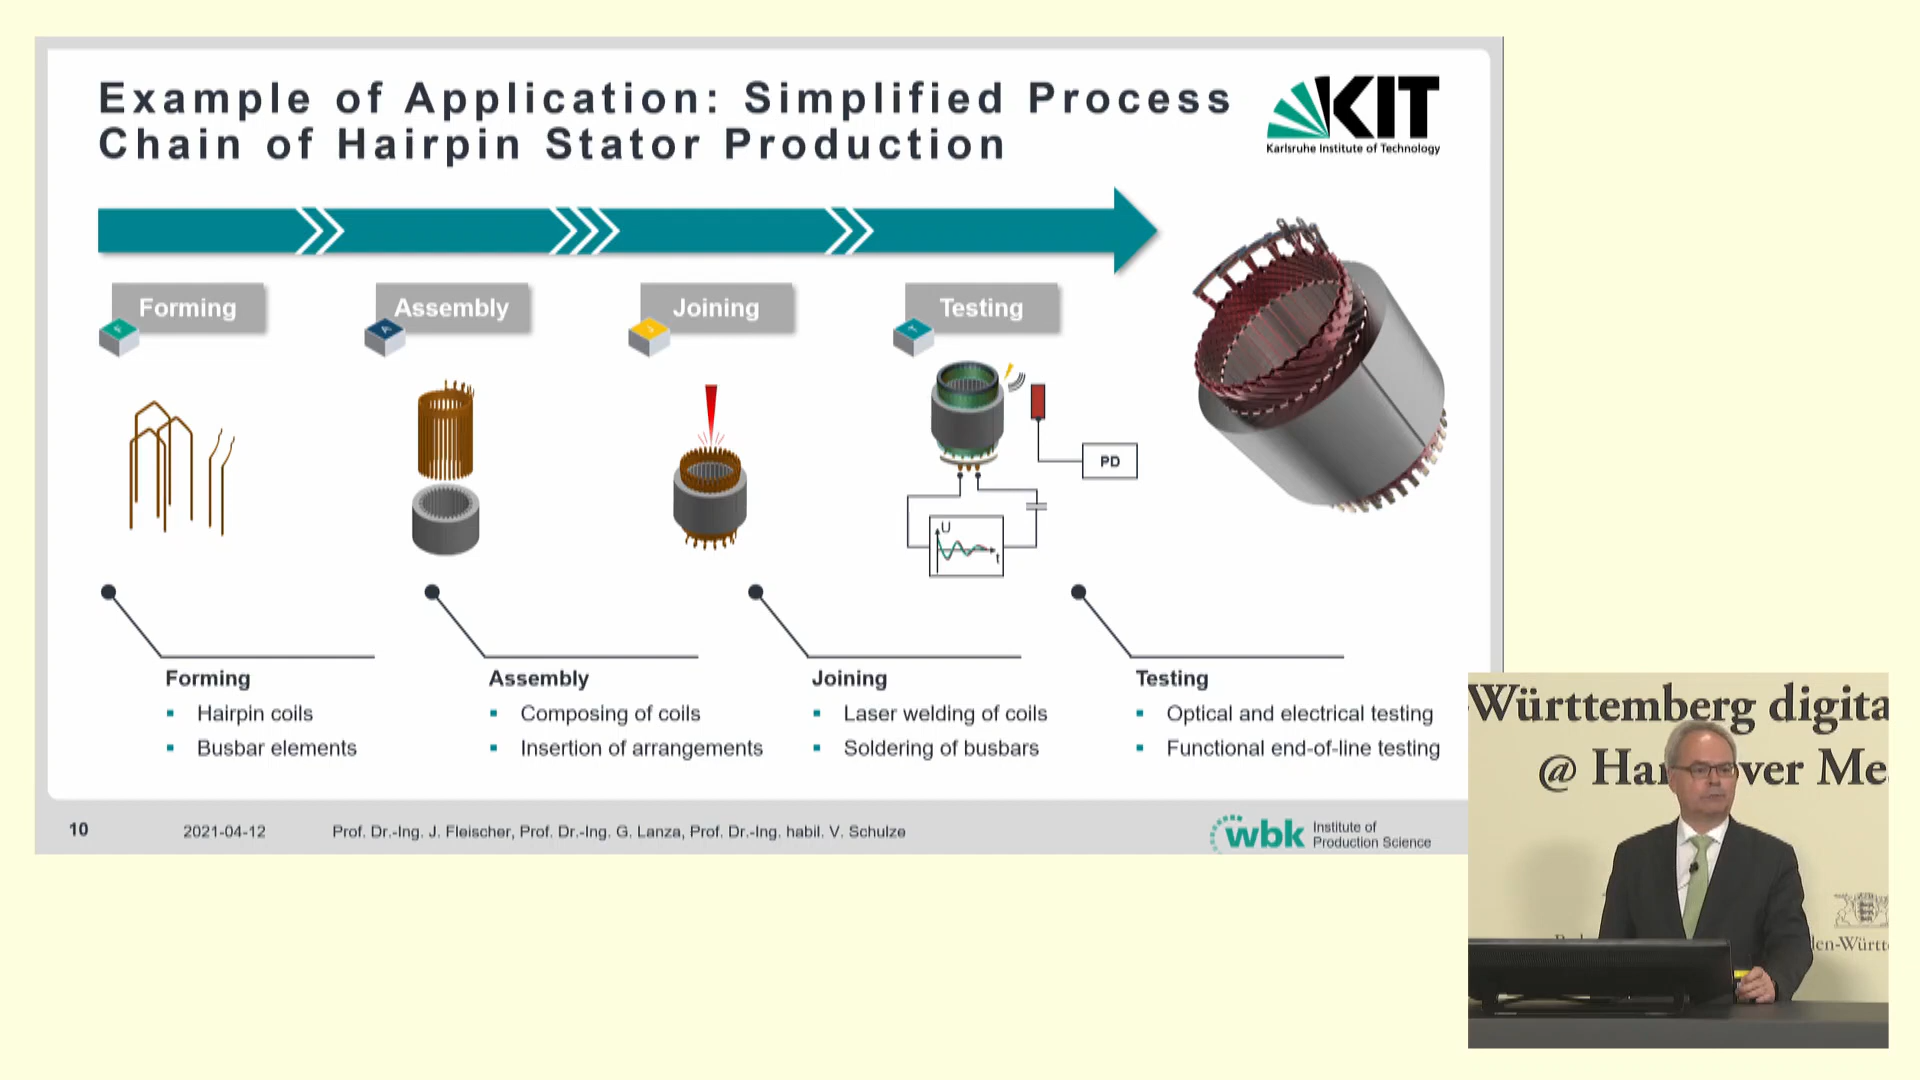 Example of Application: Simplified Process
Chain of Hairpin Stator Production
KIT
Karlsruhe Institute of Technology
Forming
Assembly
Joining
Testing
F
A
J
T
PD
U
t
Forming
Hairpin coils
Busbar elements
Assembly
Composing of coils
Insertion of arrangements
Joining
Laser welding of coils
Soldering of busbars
Testing
Optical and electrical testing
Functional end-of-line testing
10
2021-04-12
Prof. Dr.-Ing. J. Fleischer, Prof. Dr.-Ing. G. Lanza, Prof. Dr.-Ing. habil. V. Schulze
wbk
Institute of
Production Science
-Württemberg digita
@ Han
ver Me
den-Württ